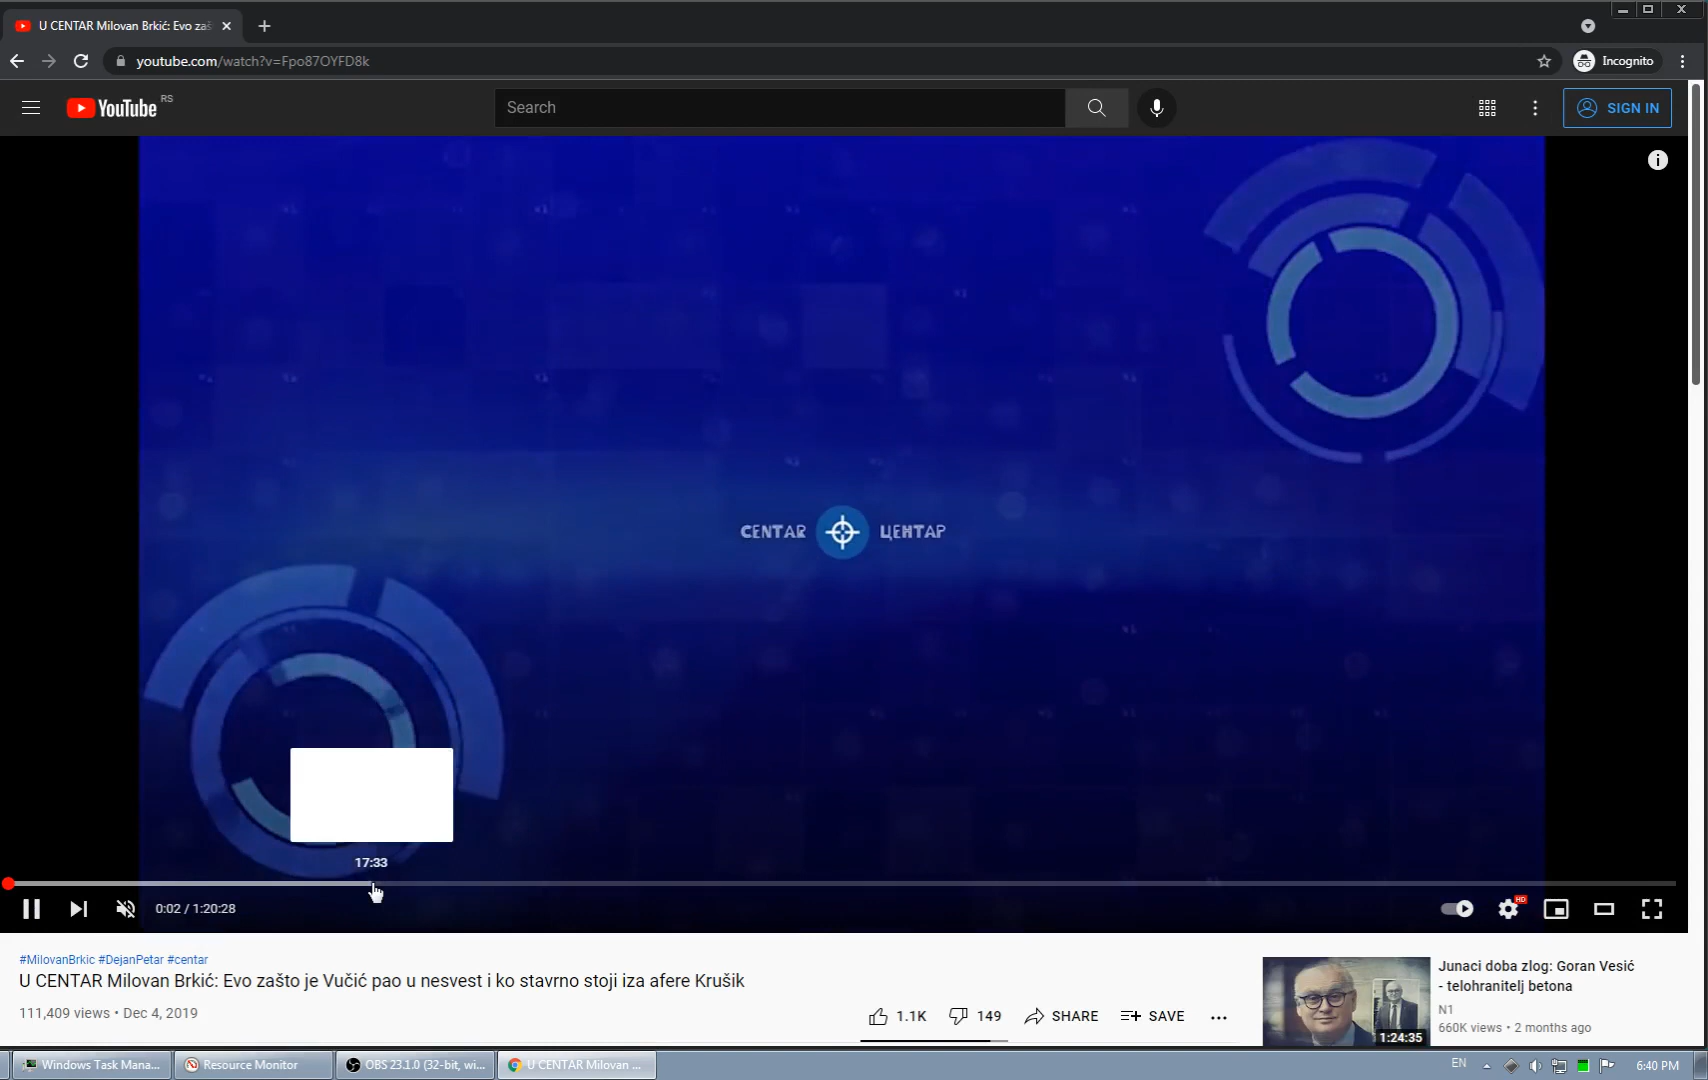 U CENTAR Milovan Brkić: Evo zaš
youtube.com/watch?v=Fpo87OYFD8k
Incognito
YouTube RS
Search
SIGN IN
CENTAR ЦЕНТАР
17:33
0:02 / 1:20:28
HD
#MilovanBrkic #DejanPetar #centar
U CENTAR Milovan Brkić: Evo zašto je Vučić pao u nesvest i ko stavrno stoji iza afere Krušik
111,409 views • Dec 4, 2019
1.1K 149 SHARE SAVE
Junaci doba zlog: Goran Vesić
- telohranitelj betona
N1
660K views • 2 months ago
1:24:35
Windows Task Mana... Resource Monitor OBS 23.1.0 (32-bit, wi... U CENTAR Milovan ... EN 6:40 PM